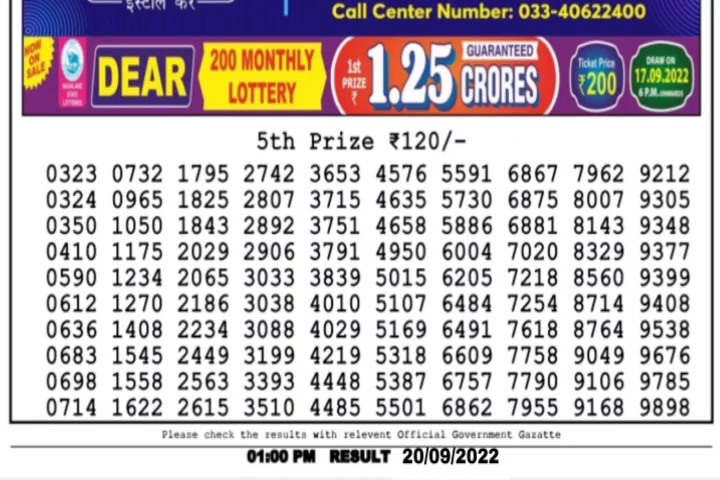 इंस्टॉल करें
Call Center Number: 033-40622400
NOW ON SALE
NAGALAND STATE LOTTERIES
DEAR
200 MONTHLY
LOTTERY
1st PRIZE ₹
1.25
GUARANTEED
CRORES
Ticket Price
₹200
DRAW ON
17.09.2022
6 P.M. ONWARDS
5th Prize ₹120/-
0323 0732 1795 2742 3653 4576 5591 6867 7962 9212
0324 0965 1825 2807 3715 4635 5730 6875 8007 9305
0350 1050 1843 2892 3751 4658 5886 6881 8143 9348
0410 1175 2029 2906 3791 4950 6004 7020 8329 9377
0590 1234 2065 3033 3839 5015 6205 7218 8560 9399
0612 1270 2186 3038 4010 5107 6484 7254 8714 9408
0636 1408 2234 3088 4029 5169 6491 7618 8764 9538
0683 1545 2449 3199 4219 5318 6609 7758 9049 9676
0698 1558 2563 3393 4448 5387 6757 7790 9106 9785
0714 1622 2615 3510 4485 5501 6862 7955 9168 9898
Please check the results with relevent Official Government Gazatte
01:00 PM RESULT 20/09/2022